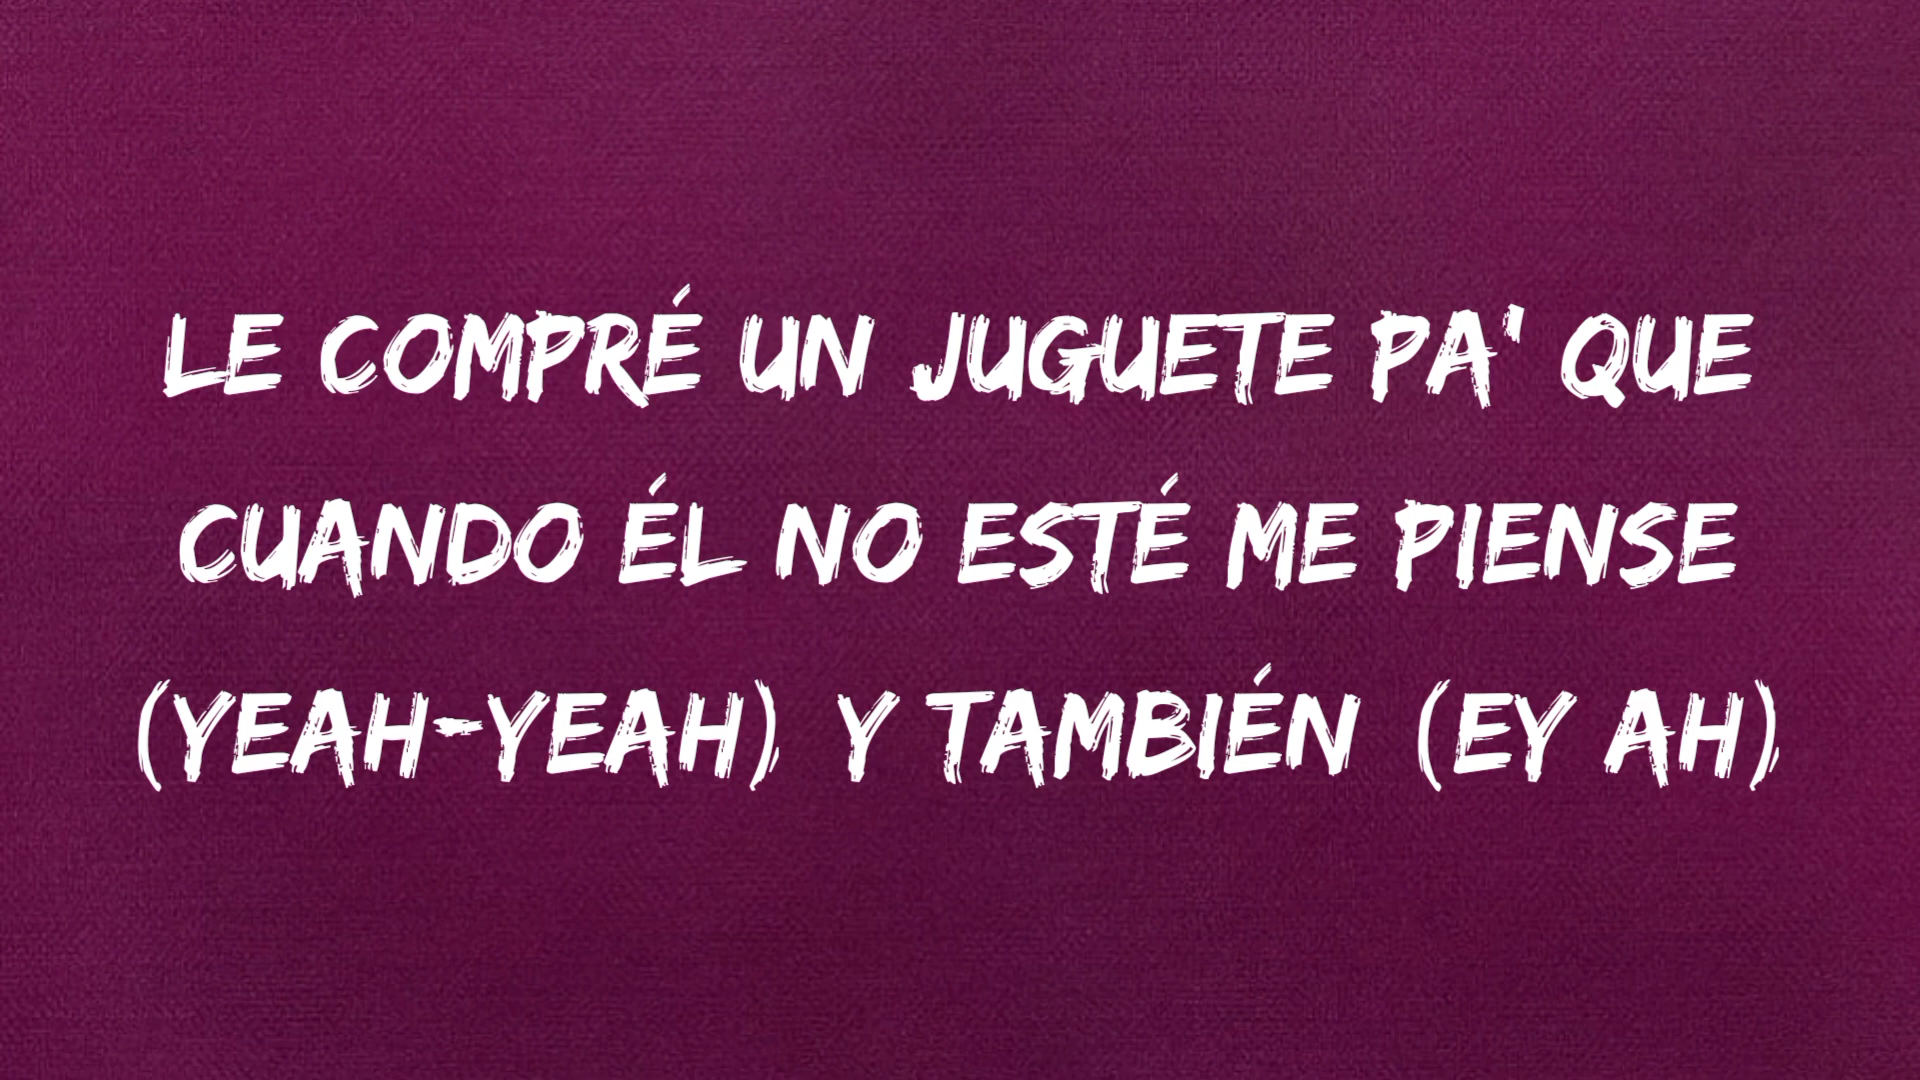 LE COMPRÉ UN JUGUETE PA' QUE
CUANDO ÉL NO ESTÉ ME PIENSE
(YEAH-YEAH) Y TAMBIÉN (EY AH)